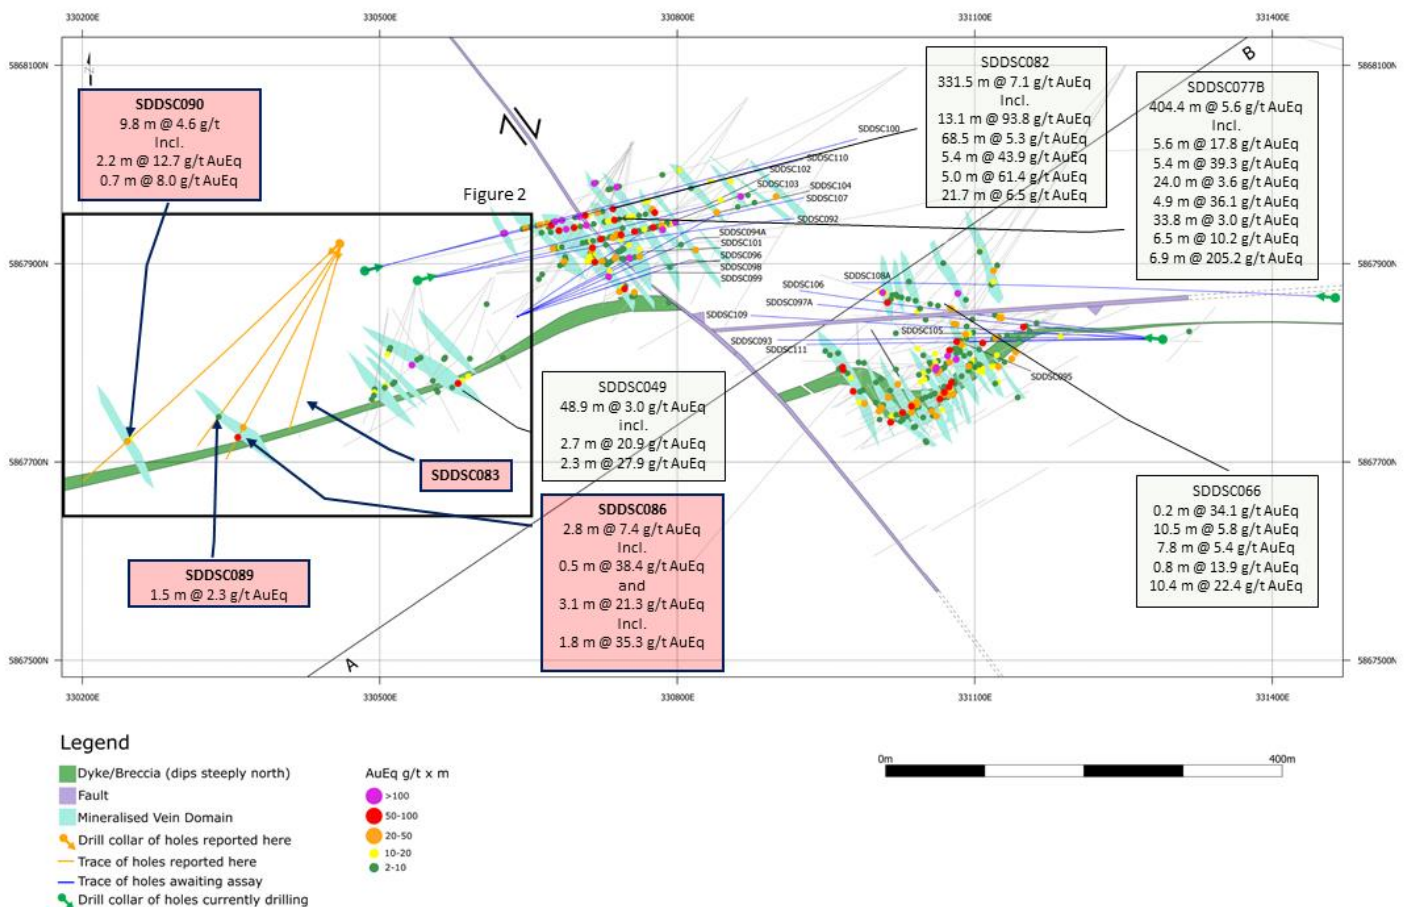 330200E
330500E
330800E
331100E
331400E
5868100N
5868100N
5867900N
5867900N
5867700N
5867700N
5867500N
5867500N
B
SDDSC082
331.5 m @ 7.1 g/t AuEq
Incl.
13.1 m @ 93.8 g/t AuEq
68.5 m @ 5.3 g/t AuEq
5.4 m @ 43.9 g/t AuEq
5.0 m @ 61.4 g/t AuEq
21.7 m @ 6.5 g/t AuEq
SDDSC077B
404.4 m @ 5.6 g/t AuEq
Incl.
5.6 m @ 17.8 g/t AuEq
5.4 m @ 39.3 g/t AuEq
24.0 m @ 3.6 g/t AuEq
4.9 m @ 36.1 g/t AuEq
33.8 m @ 3.0 g/t AuEq
6.5 m @ 10.2 g/t AuEq
6.9 m @ 205.2 g/t AuEq
SDDSC090
9.8 m @ 4.6 g/t
Incl.
2.2 m @ 12.7 g/t AuEq
0.7 m @ 8.0 g/t AuEq
Figure 2
SDDSC100
SDDSC110
SDDSC102
SDDSC103
SDDSC104
SDDSC107
SDDSC092
SDDSC094A
SDDSC101
SDDSC096
SDDSC098
SDDSC099
SDDSC108A
SDDSC106
SDDSC097A
SDDSC109
SDDSC105
SDDSC093
SDDSC111
SDDSC095
SDDSC049
48.9 m @ 3.0 g/t AuEq
incl.
2.7 m @ 20.9 g/t AuEq
2.3 m @ 27.9 g/t AuEq
SDDSC083
SDDSC086
2.8 m @ 7.4 g/t AuEq
Incl.
0.5 m @ 38.4 g/t AuEq
and
3.1 m @ 21.3 g/t AuEq
Incl.
1.8 m @ 35.3 g/t AuEq
SDDSC066
0.2 m @ 34.1 g/t AuEq
10.5 m @ 5.8 g/t AuEq
7.8 m @ 5.4 g/t AuEq
0.8 m @ 13.9 g/t AuEq
10.4 m @ 22.4 g/t AuEq
SDDSC089
1.5 m @ 2.3 g/t AuEq
A
330200E
330500E
330800E
331100E
331400E
Legend
Dyke/Breccia (dips steeply north)
Fault
Mineralised Vein Domain
Drill collar of holes reported here
Trace of holes reported here
Trace of holes awaiting assay
Drill collar of holes currently drilling
AuEq g/t x m
>100
50-100
20-50
10-20
2-10
0m
400m